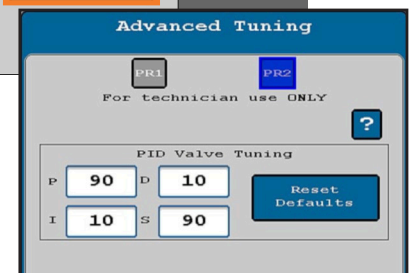 Advanced Tuning
PR1 PR2
For technician use ONLY
?
PID Valve Tuning
P 90 D 10
Reset
Defaults
I 10 S 90